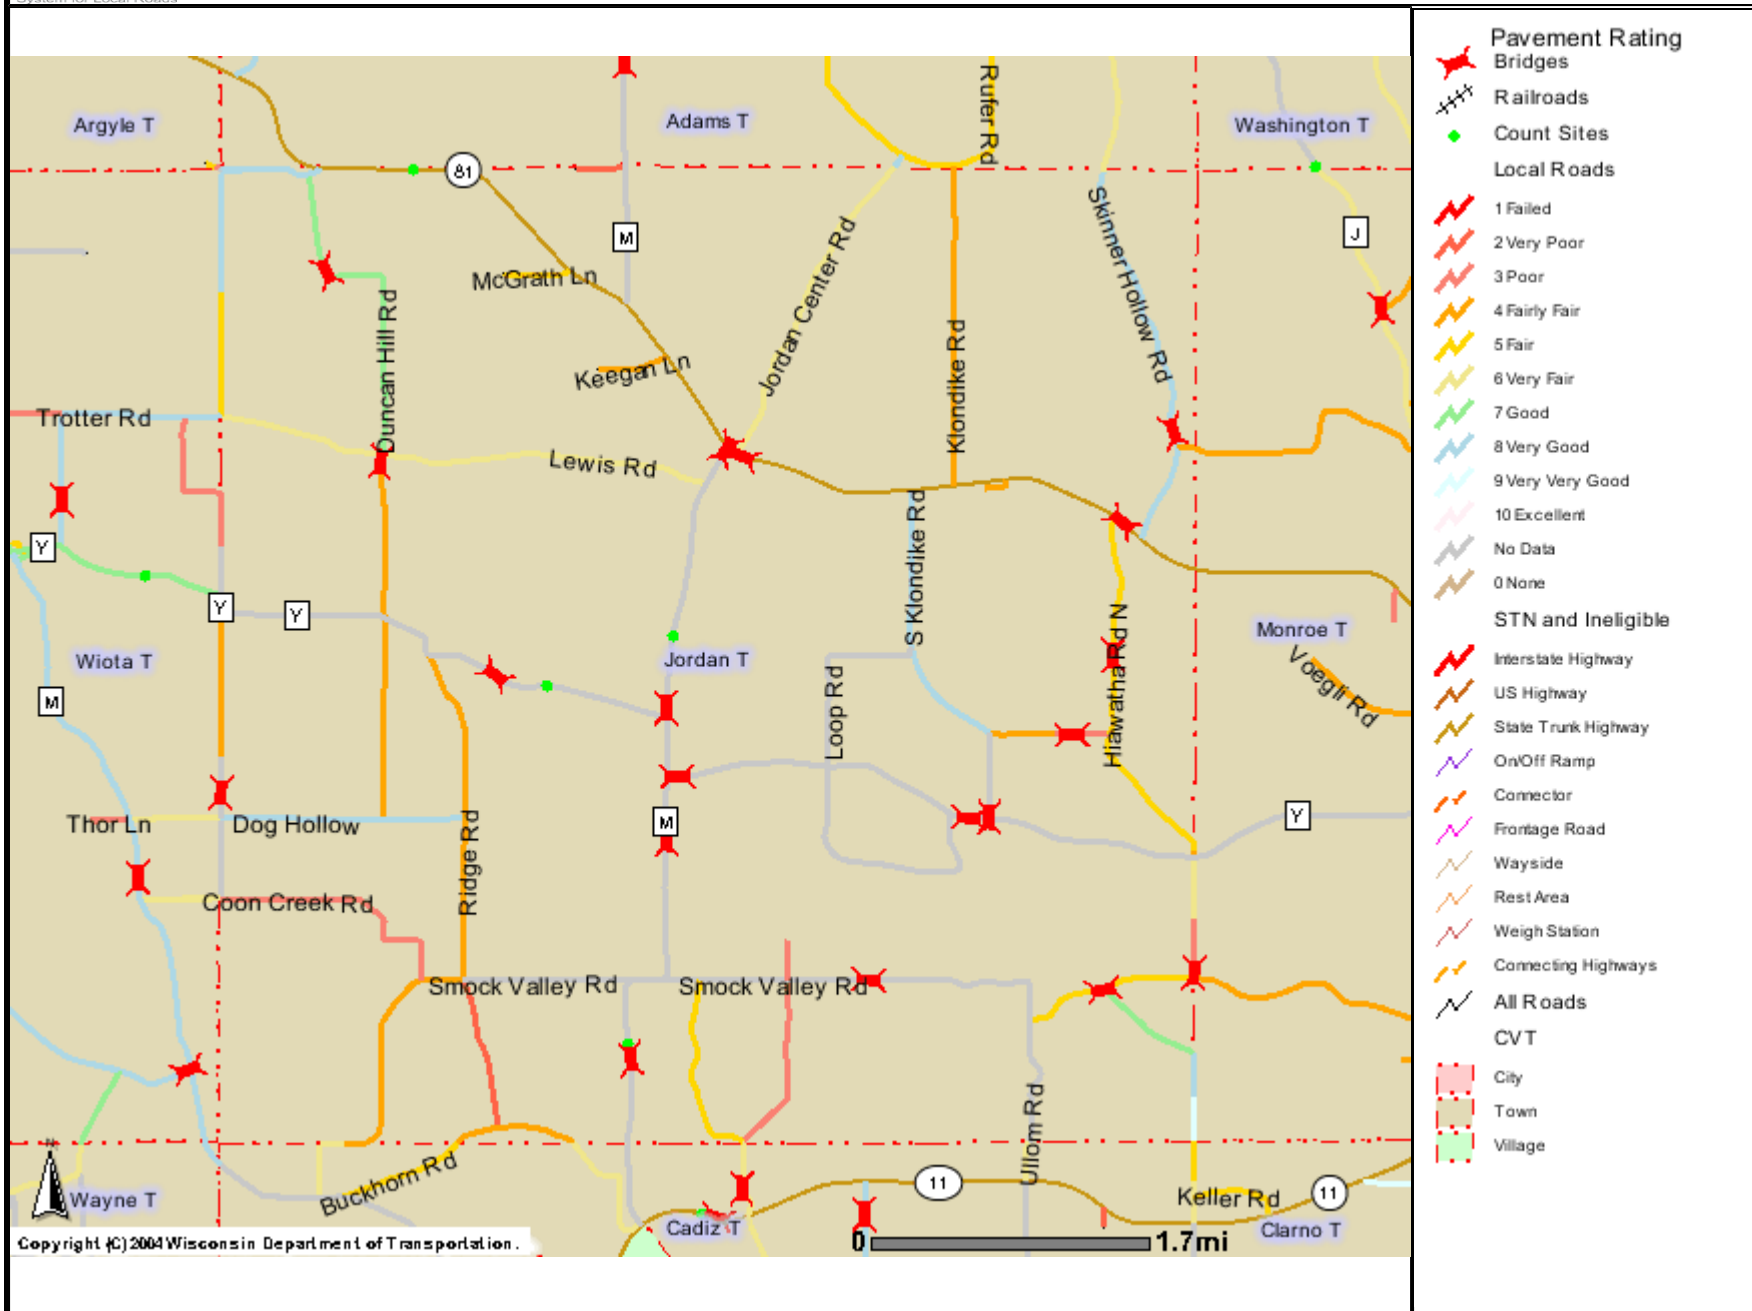 System for Local Roads
Argyle T
Adams T
Rufer Rd
Washington T
81
M
J
Skinner Hollow Rd
McGrath Ln
Jordan Center Rd
Duncan Hill Rd
Klondike Rd
Keegan Ln
Trotter Rd
Lewis Rd
S Klondike Rd
Y
Y
Y
Hiawatha Rd N
Monroe T
Wiota T
Jordan T
Voegli Rd
M
Loop Rd
Thor Ln
Dog Hollow
M
Y
Ridge Rd
Coon Creek Rd
Smock Valley Rd
Smock Valley Rd
Ullom Rd
N
Wayne T
Buckhorn Rd
11
Keller Rd
11
Cadiz T
Clarno T
Copyright (C) 2004 Wisconsin Department of Transportation.
0
1.7mi
Pavement Rating
Bridges
Railroads
Count Sites
Local Roads
1 Failed
2 Very Poor
3 Poor
4 Fairly Fair
5 Fair
6 Very Fair
7 Good
8 Very Good
9 Very Very Good
10 Excellent
No Data
0 None
STN and Ineligible
Interstate Highway
US Highway
State Trunk Highway
On/Off Ramp
Connector
Frontage Road
Wayside
Rest Area
Weigh Station
Connecting Highways
All Roads
CVT
City
Town
Village